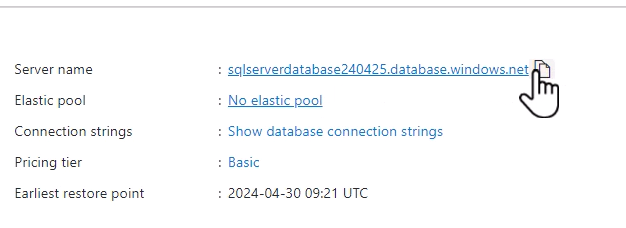 Server name : sqlserverdatabase240425.database.windows.net
Elastic pool : No elastic pool
Connection strings : Show database connection strings
Pricing tier : Basic
Earliest restore point : 2024-04-30 09:21 UTC